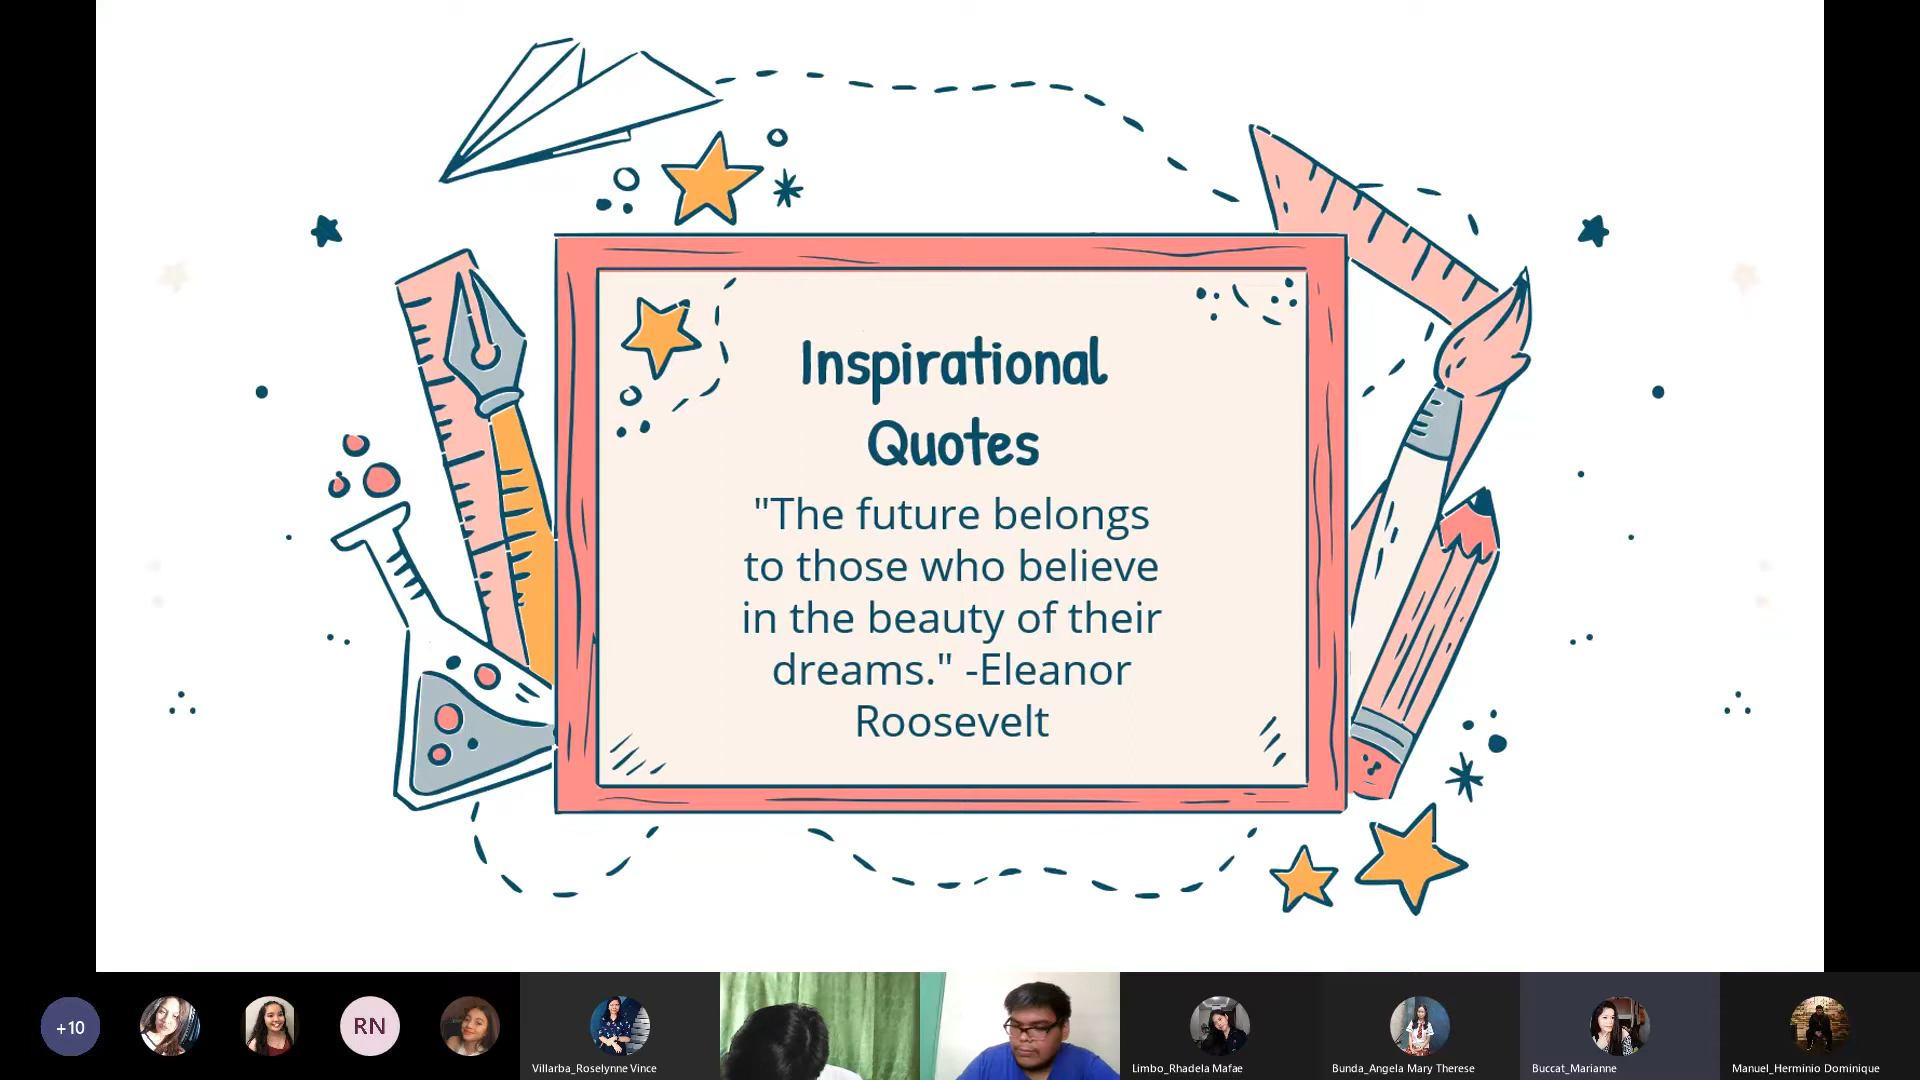 Inspirational
Quotes
"The future belongs
to those who believe
in the beauty of their
dreams." -Eleanor
Roosevelt
+10
RN
Villarba_Roselynne Vince
Limbo_Rhadela Mafae
Bunda_Angela Mary Therese
Buccat_Marianne
Manuel_Herminio Dominique